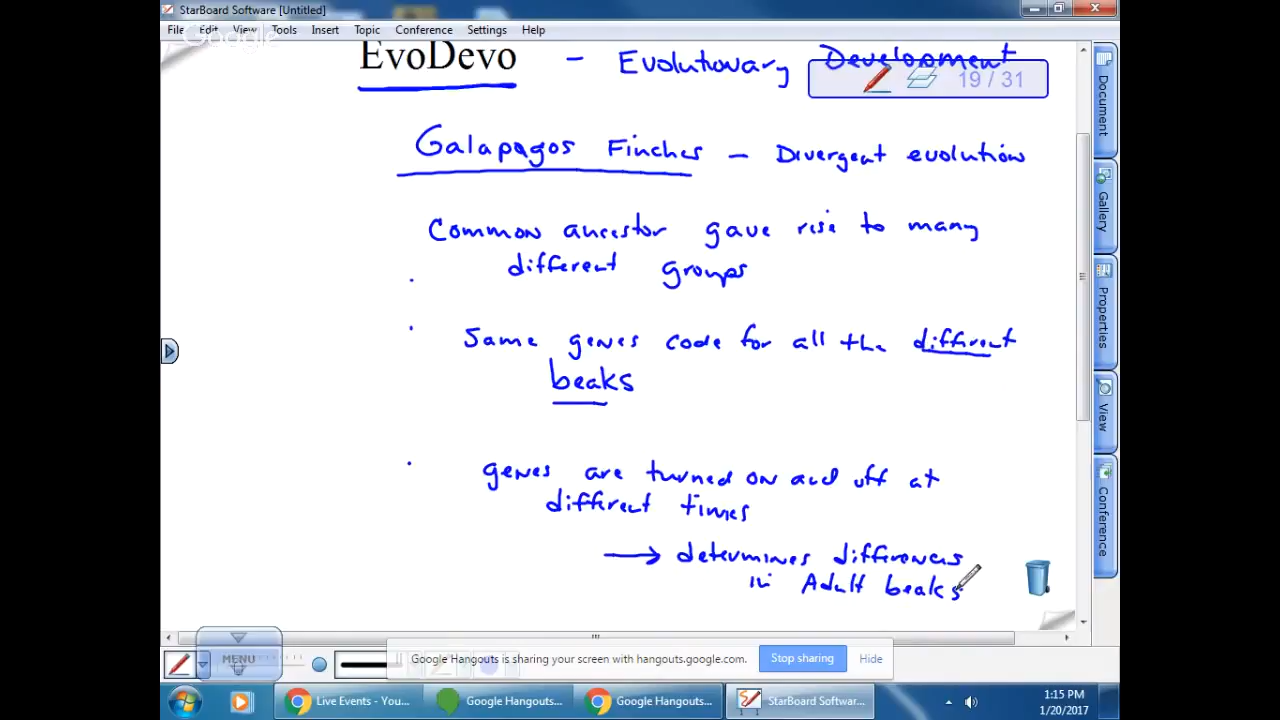 StarBoard Software [Untitled]
File Edit View Tools Insert Topic Conference Settings Help
Google
EvoDevo - Evolutionary Development
19 / 31
Galapagos Finches - Divergent evolution
Common ancestor gave rise to many
different groups
Same genes code for all the different
beaks
genes are turned on and off at
different times
→ determines differences
in Adult beaks
Document
Gallery
Properties
View
Conference
MENU
Google Hangouts is sharing your screen with hangouts.google.com. Stop sharing Hide
Live Events - You... Google Hangouts... Google Hangouts... StarBoard Softwar...
1:15 PM
1/20/2017